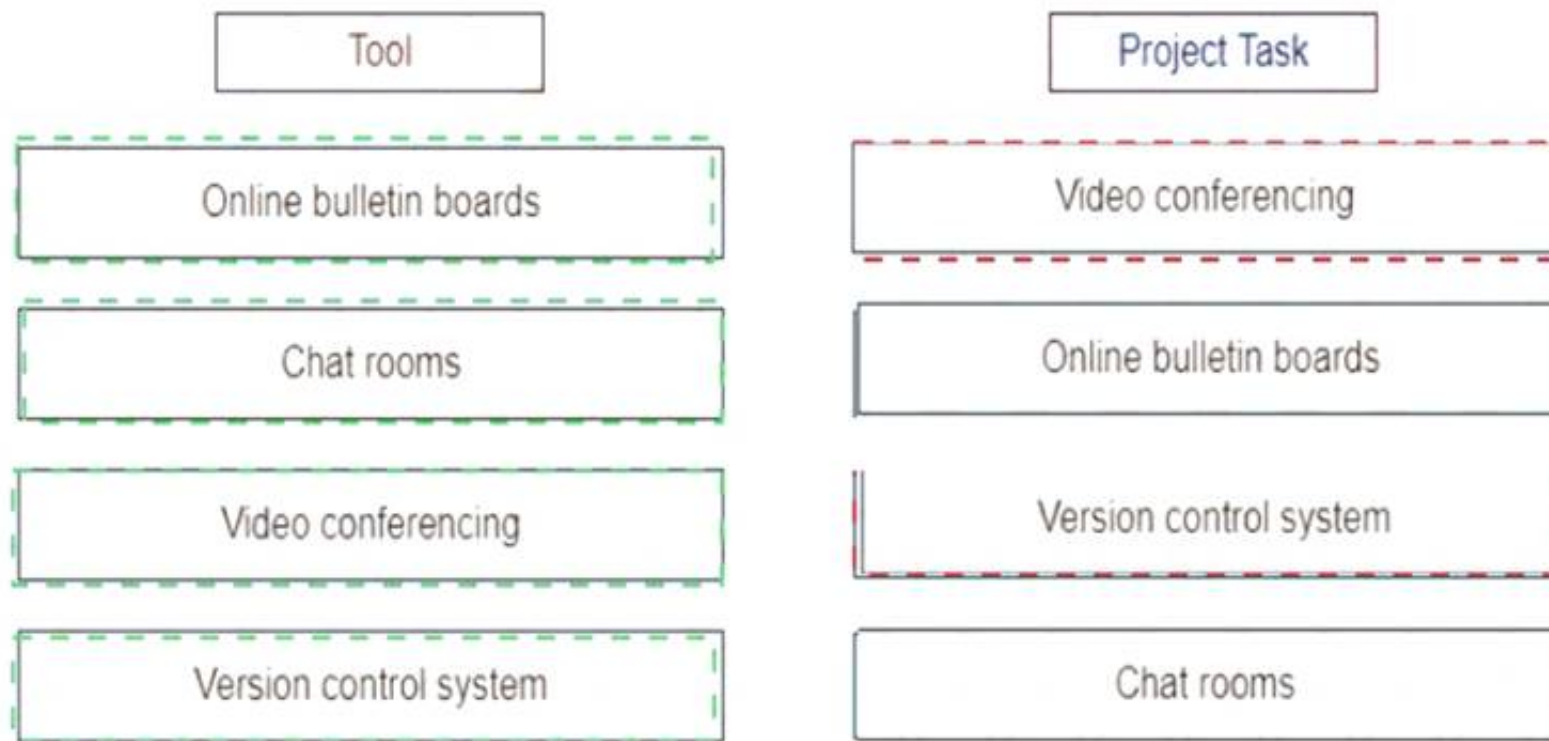 Tool
Project Task
Online bulletin boards
Video conferencing
Chat rooms
Online bulletin boards
Video conferencing
Version control system
Version control system
Chat rooms